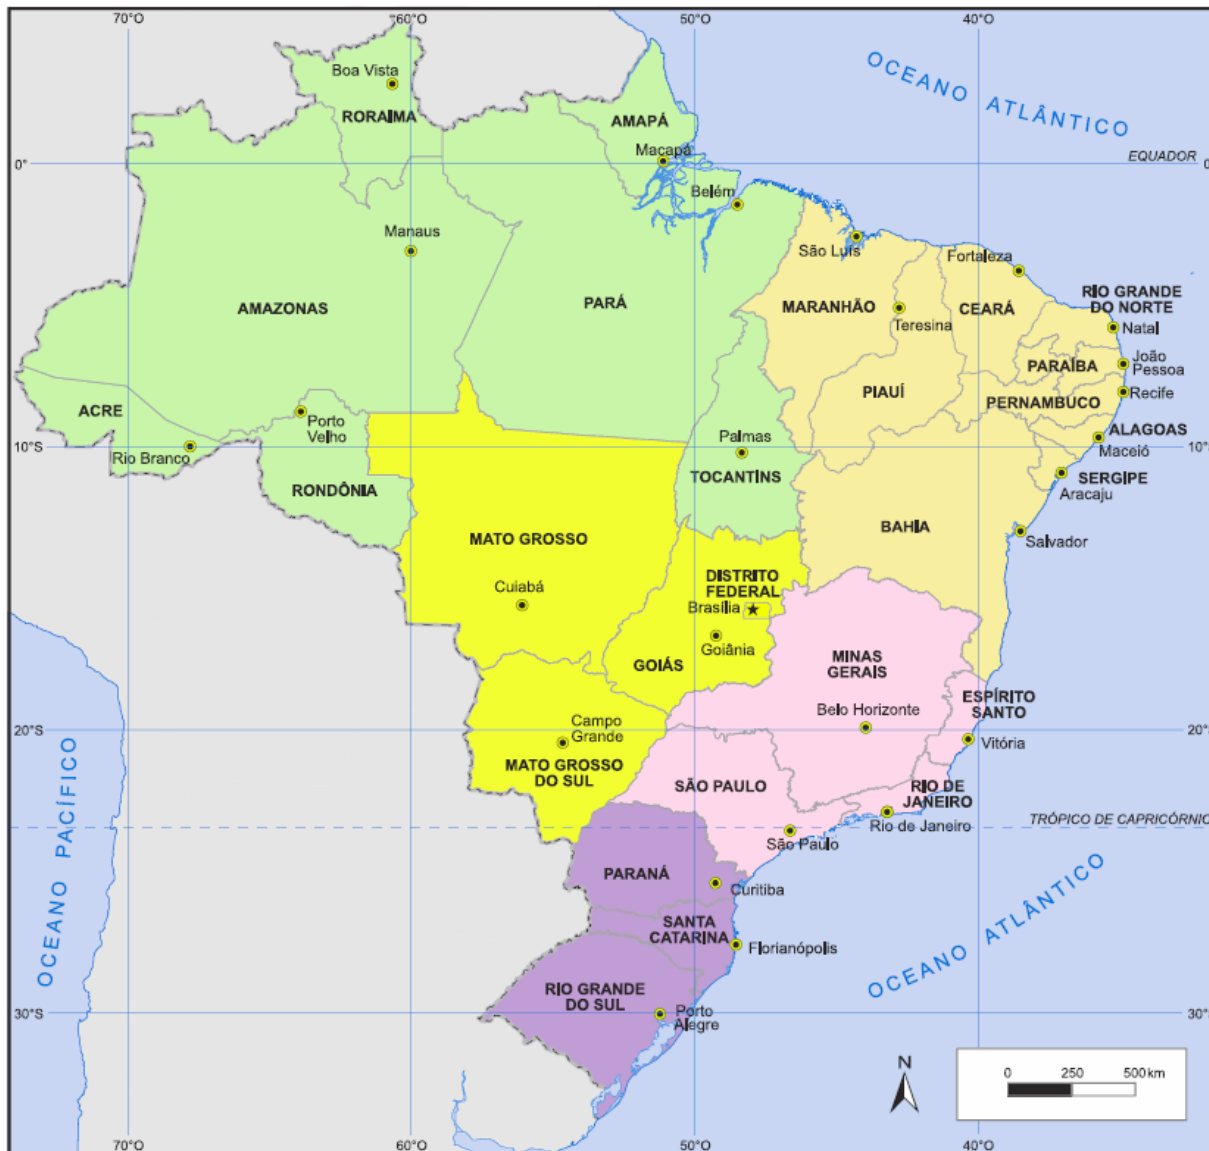 70°O
60°O
50°O
40°O
OCEANO ATLÂNTICO
Boa Vista
RORAIMA
AMAPÁ
Macapá
EQUADOR
0°
0
Belém
Manaus
São Luís
Fortaleza
AMAZONAS
PARÁ
MARANHÃO
Teresina
CEARÁ
RIO GRANDE
DO NORTE
Natal
João
Pessoa
PARAÍBA
PIAUÍ
PERNAMBUCO
Recife
ACRE
Porto
Velho
Rio Branco
ALAGOAS
Maceió
10°S
10°S
Palmas
TOCANTINS
RONDÔNIA
SERGIPE
Aracaju
BAHIA
MATO GROSSO
Salvador
Cuiabá
DISTRITO
FEDERAL
Brasília
Goiânia
GOIÁS
MINAS
GERAIS
Belo Horizonte
ESPÍRITO
SANTO
Vitória
20°S
20°S
Campo
Grande
MATO GROSSO
DO SUL
SÃO PAULO
RIO DE
JANEIRO
Rio de Janeiro
TRÓPICO DE CAPRICÓRNIO
São Paulo
OCEANO PACÍFICO
PARANÁ
Curitiba
OCEANO ATLÂNTICO
SANTA
CATARINA
Florianópolis
RIO GRANDE
DO SUL
Porto
Alegre
30°S
30°S
N
0 250 500 km
70°O
60°O
50°O
40°O